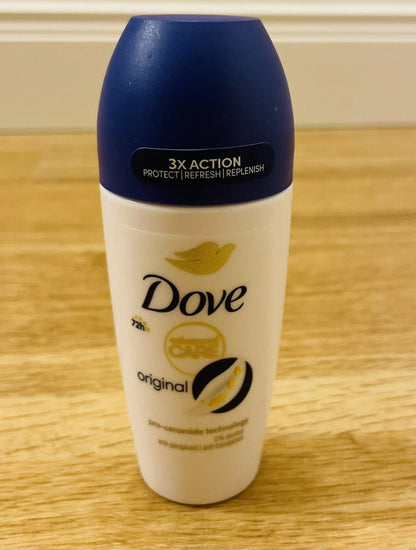 3X ACTION
PROTECT | REFRESH | REPLENISH
Dove
72h
advanced
CARE
original
pro-ceramide technology
0% alcohol
anti-perspirant | anti-transpirant